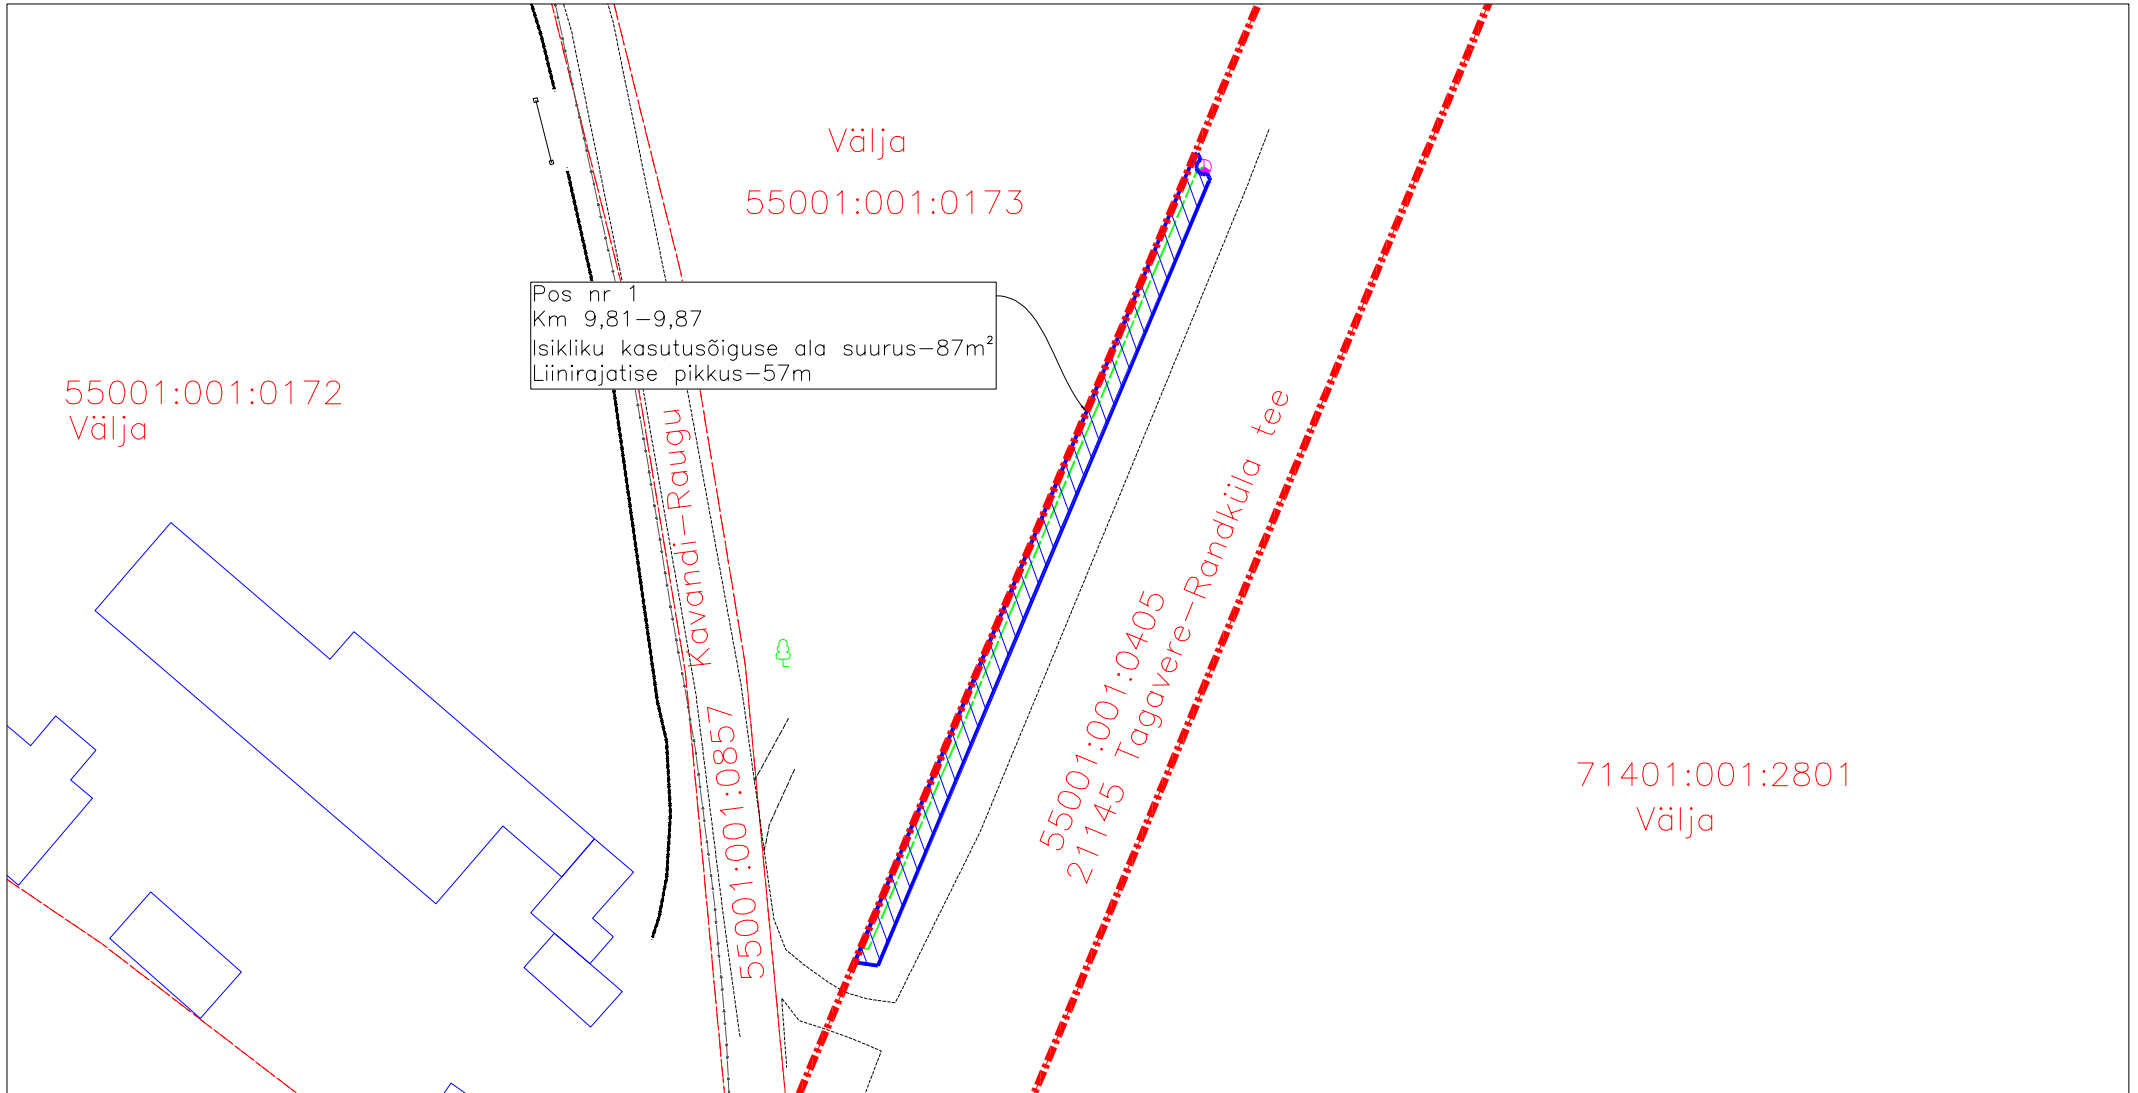 Välja
55001:001:0173
Pos nr 1
Km 9,81-9,87
Isikliku kasutusõiguse ala suurus-87m²
Liinirajatise pikkus-57m
55001:001:0172
Välja
Kavandi-Raugu
55001:001:0857
55001:001:0405
21145 Tagavere-Randküla tee
71401:001:2801
Välja